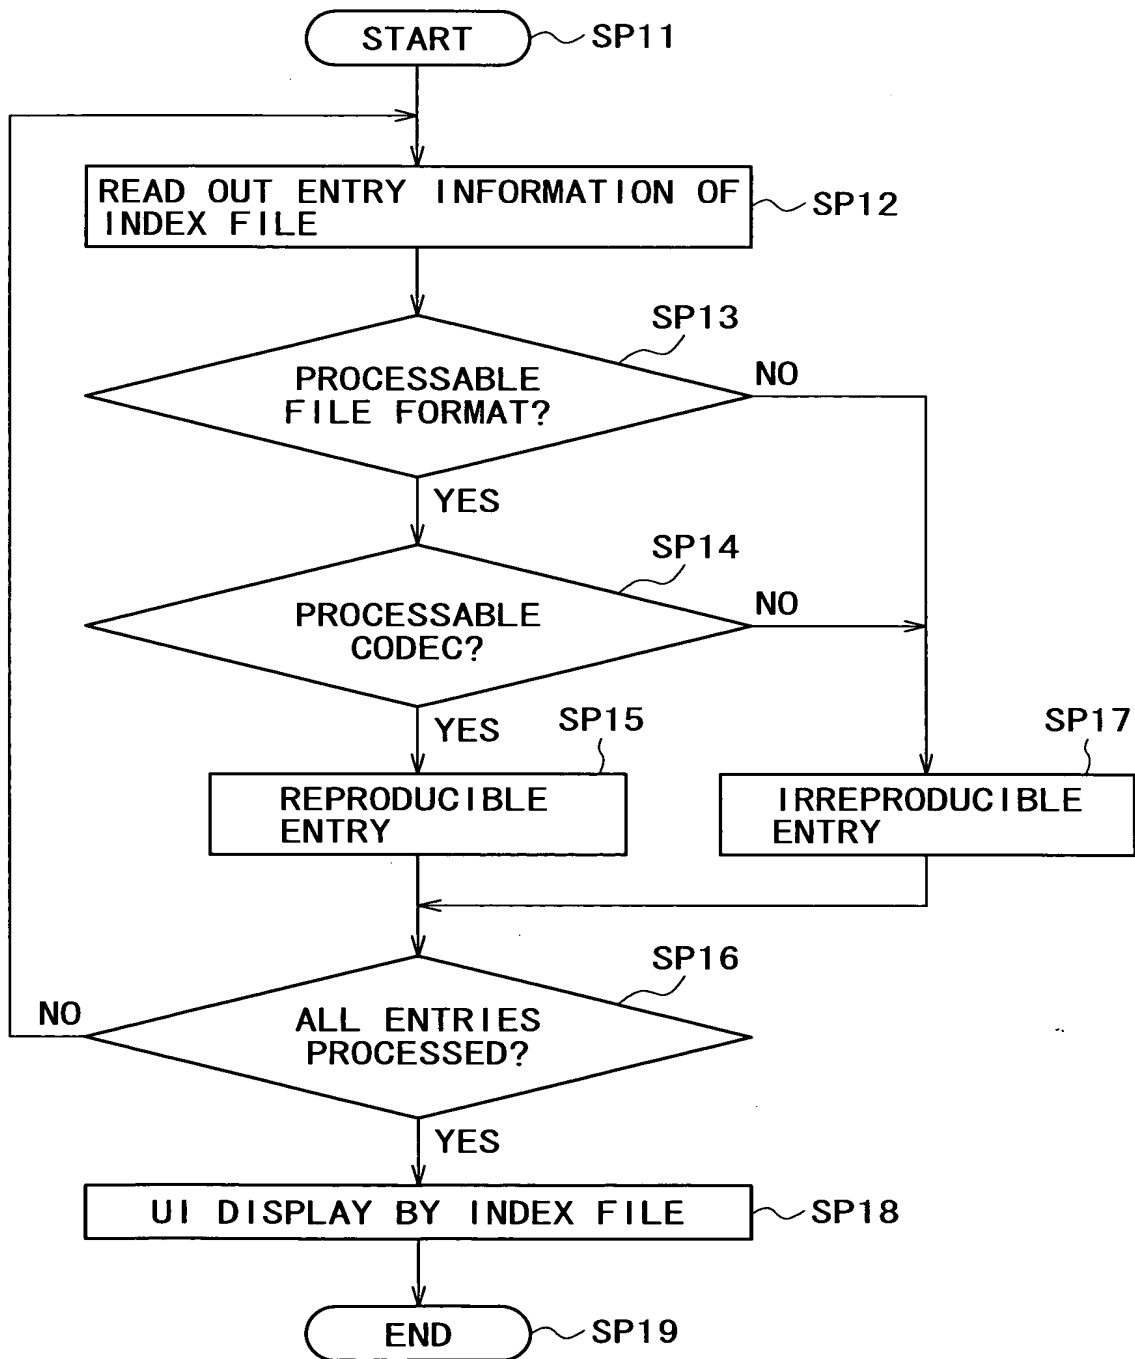 START
SP11
READ OUT ENTRY INFORMATION OF
INDEX FILE
SP12
SP13
PROCESSABLE
FILE FORMAT?
NO
YES
SP14
PROCESSABLE
CODEC?
NO
YES
SP15
REPRODUCIBLE
ENTRY
SP17
IRREPRODUCIBLE
ENTRY
SP16
ALL ENTRIES
PROCESSED?
NO
YES
UI DISPLAY BY INDEX FILE
SP18
END
SP19